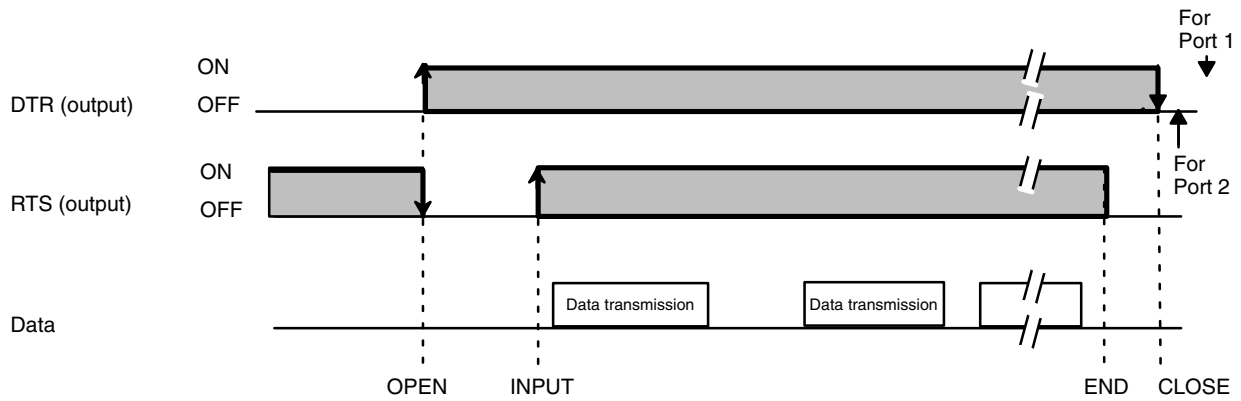 For
Port 1
ON
DTR (output)
OFF
For
Port 2
ON
RTS (output)
OFF
Data transmission
Data transmission
Data
OPEN
INPUT
END
CLOSE